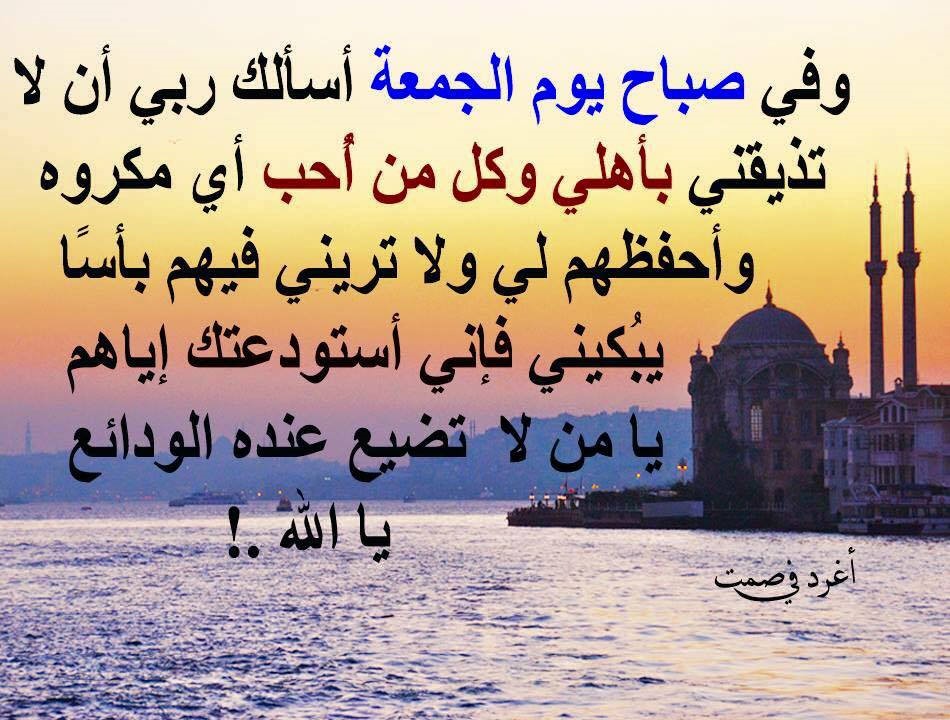 وفي صباح يوم الجمعة أسألك ربي أن لا
تذيقني بأهلي وكل من أُحب أي مكروه
وأحفظهم لي ولا تريني فيهم بأسًا
يبُكيني فإني أستودعتك إياهم
يا من لا تضيع عنده الودائع
يا الله .!
أغرد في صمت